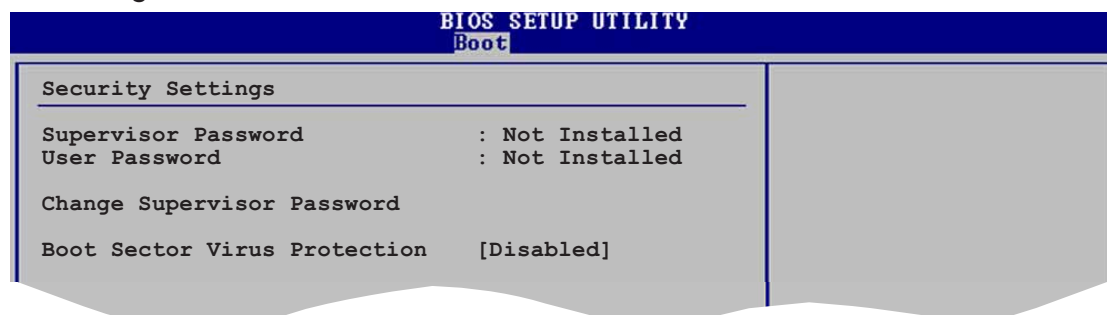 BIOS SETUP UTILITY
Boot
Security Settings
Supervisor Password : Not Installed
User Password : Not Installed
Change Supervisor Password
Boot Sector Virus Protection [Disabled]